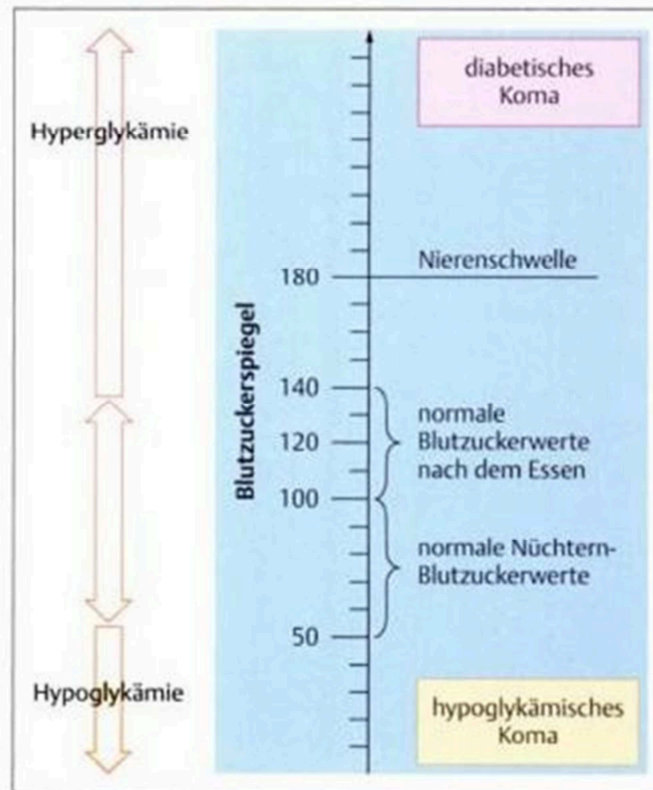 diabetisches
Koma
Hyperglykämie
Nierenschwelle
180
Blutzuckerspiegel
140
normale
Blutzuckerwerte
nach dem Essen
120
100
normale Nüchtern-
Blutzuckerwerte
50
Hypoglykämie
hypoglykämisches
Koma